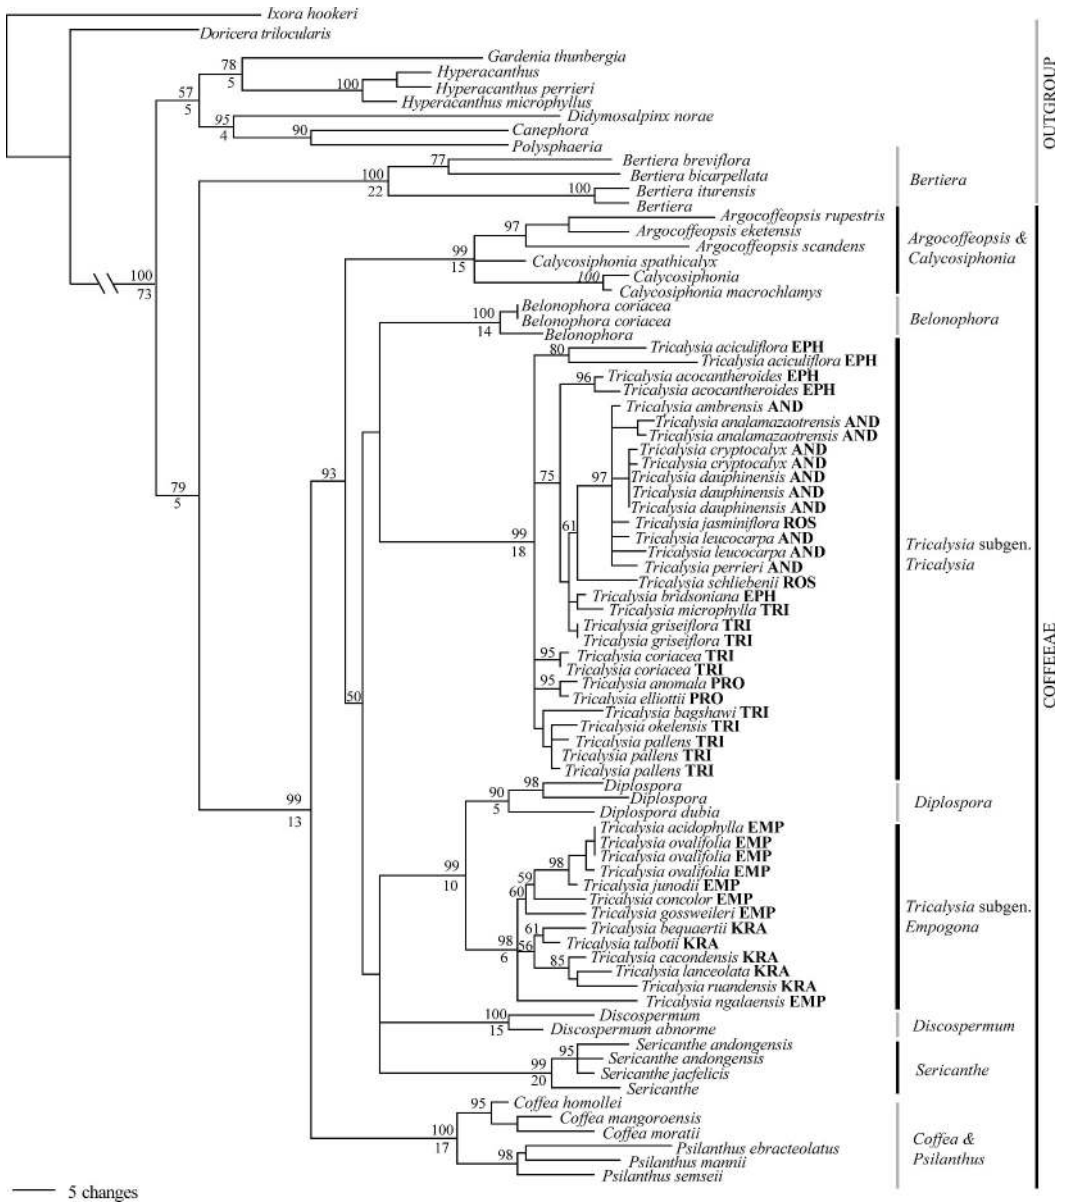 Ixora hookeri
Doricera trilocularis
Gardenia thunbergia
78
Hyperacanthus
5
100
Hyperacanthus perrieri
57
Hyperacanthus microphyllus
5
95
Didymosalpinx norae
4
90
Canephora
Polysphaeria
OUTGROUP
77
Bertiera breviflora
100
Bertiera bicarpellata
22
100
Bertiera iturensis
Bertiera
Bertiera
Argocoffeopsis rupestris
97
Argocoffeopsis eketensis
99
Argocoffeopsis scandens
15
Calycosiphonia spathicalyx
100
Calycosiphonia
Calycosiphonia macrochlamys
Argocoffeopsis &
Calycosiphonia
100
73
100
Belonophora coriacea
14
Belonophora coriacea
Belonophora
Belonophora
80
Tricalysia aciculiflora EPH
Tricalysia aciculiflora EPH
96
Tricalysia acocantheroides EPH
Tricalysia acocantheroides EPH
Tricalysia ambrensis AND
Tricalysia analamazaotrensis AND
Tricalysia analamazaotrensis AND
Tricalysia cryptocalyx AND
Tricalysia cryptocalyx AND
93
75
97
Tricalysia dauphinensis AND
79
5
Tricalysia dauphinensis AND
Tricalysia dauphinensis AND
61
Tricalysia jasminiflora ROS
99
18
Tricalysia leucocarpa AND
Tricalysia leucocarpa AND
Tricalysia perrieri AND
Tricalysia schliebenii ROS
Tricalysia subgen.
Tricalysia
Tricalysia bridsoniana EPH
Tricalysia microphylla TRI
Tricalysia griseiflora TRI
Tricalysia griseiflora TRI
95
Tricalysia coriacea TRI
Tricalysia coriacea TRI
95
Tricalysia anomala PRO
50
Tricalysia elliottii PRO
Tricalysia bagshawi TRI
Tricalysia okelensis TRI
Tricalysia pallens TRI
Tricalysia pallens TRI
Tricalysia pallens TRI
COFFEEAE
98
Diplospora
90
Diplospora
5
Diplospora dubia
Diplospora
99
13
Tricalysia acidophylla EMP
Tricalysia ovalifolia EMP
Tricalysia ovalifolia EMP
99
10
98
Tricalysia ovalifolia EMP
59
Tricalysia junodii EMP
60
Tricalysia concolor EMP
Tricalysia gossweileri EMP
Tricalysia subgen.
Empogona
61
Tricalysia bequaertii KRA
98
6
56
Tricalysia talbotii KRA
85
Tricalysia cacondensis KRA
Tricalysia lanceolata KRA
Tricalysia ruandensis KRA
Tricalysia ngalaensis EMP
100
Discospermum
15
Discospermum abnorme
Discospermum
95
Sericanthe andongensis
99
Sericanthe andongensis
20
Sericanthe jacfelicis
Sericanthe
Sericanthe
95
Coffea homollei
100
Coffea mangoroensis
17
Coffea moratii
98
Psilanthus ebracteolatus
Psilanthus mannii
Psilanthus semseii
Coffea &
Psilanthus
5 changes